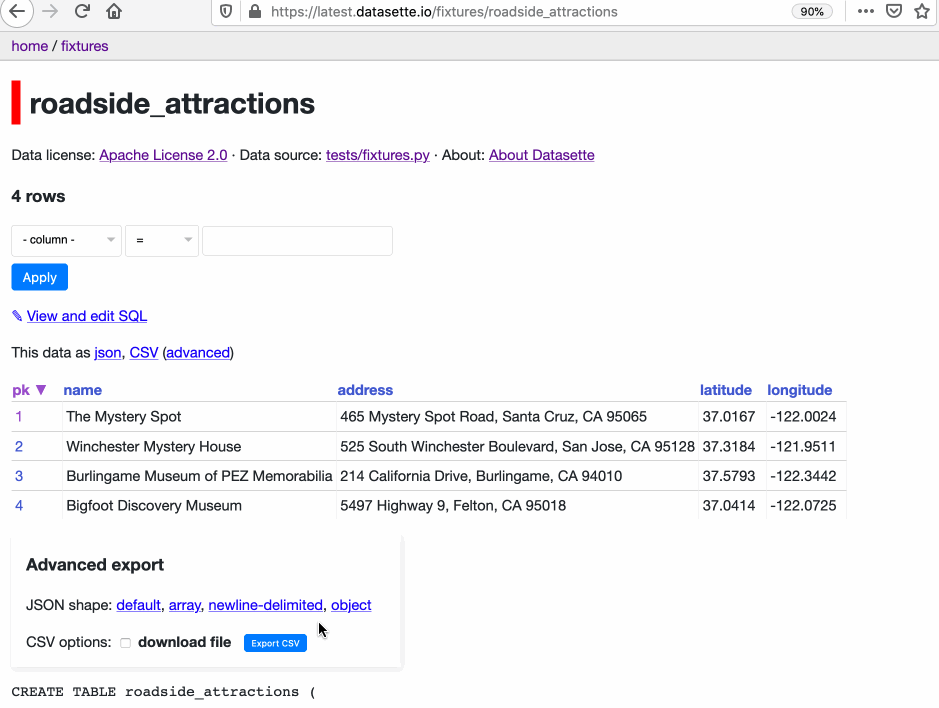 https://latest.datasette.io/fixtures/roadside_attractions 90%
home / fixtures
roadside_attractions
Data license: Apache License 2.0 · Data source: tests/fixtures.py · About: About Datasette
4 rows
- column - =
Apply
✎ View and edit SQL
This data as json, CSV (advanced)
pk ▼ name address latitude longitude
1 The Mystery Spot 465 Mystery Spot Road, Santa Cruz, CA 95065 37.0167 -122.0024
2 Winchester Mystery House 525 South Winchester Boulevard, San Jose, CA 95128 37.3184 -121.9511
3 Burlingame Museum of PEZ Memorabilia 214 California Drive, Burlingame, CA 94010 37.5793 -122.3442
4 Bigfoot Discovery Museum 5497 Highway 9, Felton, CA 95018 37.0414 -122.0725
Advanced export
JSON shape: default, array, newline-delimited, object
CSV options: download file Export CSV
CREATE TABLE roadside_attractions (